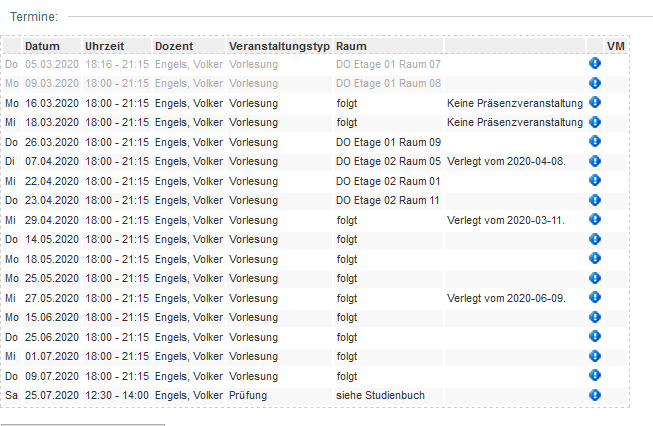 Termine:
Datum Uhrzeit Dozent Veranstaltungstyp Raum VM
Do 05.03.2020 18:16 - 21:15 Engels, Volker Vorlesung DO Etage 01 Raum 07
Mo 09.03.2020 18:00 - 21:15 Engels, Volker Vorlesung DO Etage 01 Raum 08
Mo 16.03.2020 18:00 - 21:15 Engels, Volker Vorlesung folgt Keine Präsenzveranstaltung
Mi 18.03.2020 18:00 - 21:15 Engels, Volker Vorlesung folgt Keine Präsenzveranstaltung
Do 26.03.2020 18:00 - 21:15 Engels, Volker Vorlesung DO Etage 01 Raum 09
Di 07.04.2020 18:00 - 21:15 Engels, Volker Vorlesung DO Etage 02 Raum 05 Verlegt vom 2020-04-08.
Mi 22.04.2020 18:00 - 21:15 Engels, Volker Vorlesung DO Etage 02 Raum 01
Do 23.04.2020 18:00 - 21:15 Engels, Volker Vorlesung DO Etage 02 Raum 11
Mi 29.04.2020 18:00 - 21:15 Engels, Volker Vorlesung folgt Verlegt vom 2020-03-11.
Do 14.05.2020 18:00 - 21:15 Engels, Volker Vorlesung folgt
Mo 18.05.2020 18:00 - 21:15 Engels, Volker Vorlesung folgt
Mo 25.05.2020 18:00 - 21:15 Engels, Volker Vorlesung folgt
Mi 27.05.2020 18:00 - 21:15 Engels, Volker Vorlesung folgt Verlegt vom 2020-06-09.
Mo 15.06.2020 18:00 - 21:15 Engels, Volker Vorlesung folgt
Do 25.06.2020 18:00 - 21:15 Engels, Volker Vorlesung folgt
Mi 01.07.2020 18:00 - 21:15 Engels, Volker Vorlesung folgt
Do 09.07.2020 18:00 - 21:15 Engels, Volker Vorlesung folgt
Sa 25.07.2020 12:30 - 14:00 Engels, Volker Prüfung siehe Studienbuch